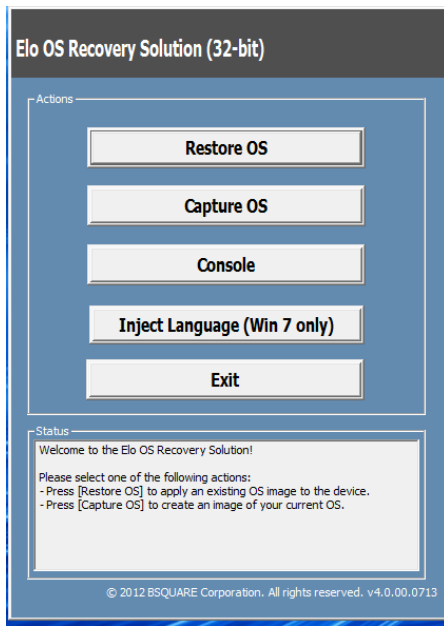 Elo OS Recovery Solution (32-bit)
Actions
Restore OS
Capture OS
Console
Inject Language (Win 7 only)
Exit
Status
Welcome to the Elo OS Recovery Solution!
Please select one of the following actions:
- Press [Restore OS] to apply an existing OS image to the device.
- Press [Capture OS] to create an image of your current OS.
© 2012 BSQUARE Corporation. All rights reserved. v4.0.00.0713